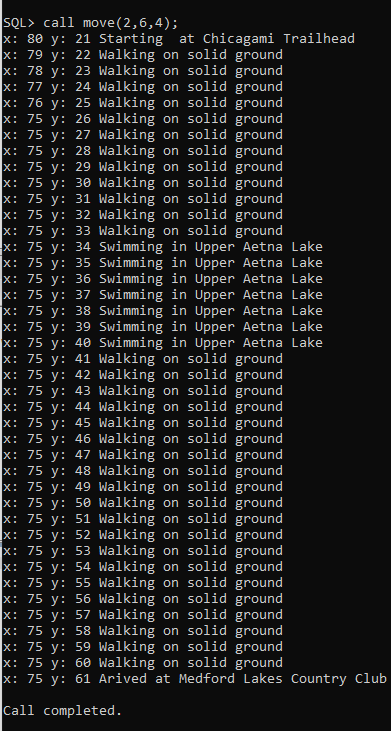 SQL> call move(2,6,4);
x: 80 y: 21 Starting  at Chicagami Trailhead
x: 79 y: 22 Walking on solid ground
x: 78 y: 23 Walking on solid ground
x: 77 y: 24 Walking on solid ground
x: 76 y: 25 Walking on solid ground
x: 75 y: 26 Walking on solid ground
x: 75 y: 27 Walking on solid ground
x: 75 y: 28 Walking on solid ground
x: 75 y: 29 Walking on solid ground
x: 75 y: 30 Walking on solid ground
x: 75 y: 31 Walking on solid ground
x: 75 y: 32 Walking on solid ground
x: 75 y: 33 Walking on solid ground
x: 75 y: 34 Swimming in Upper Aetna Lake
x: 75 y: 35 Swimming in Upper Aetna Lake
x: 75 y: 36 Swimming in Upper Aetna Lake
x: 75 y: 37 Swimming in Upper Aetna Lake
x: 75 y: 38 Swimming in Upper Aetna Lake
x: 75 y: 39 Swimming in Upper Aetna Lake
x: 75 y: 40 Swimming in Upper Aetna Lake
x: 75 y: 41 Walking on solid ground
x: 75 y: 42 Walking on solid ground
x: 75 y: 43 Walking on solid ground
x: 75 y: 44 Walking on solid ground
x: 75 y: 45 Walking on solid ground
x: 75 y: 46 Walking on solid ground
x: 75 y: 47 Walking on solid ground
x: 75 y: 48 Walking on solid ground
x: 75 y: 49 Walking on solid ground
x: 75 y: 50 Walking on solid ground
x: 75 y: 51 Walking on solid ground
x: 75 y: 52 Walking on solid ground
x: 75 y: 53 Walking on solid ground
x: 75 y: 54 Walking on solid ground
x: 75 y: 55 Walking on solid ground
x: 75 y: 56 Walking on solid ground
x: 75 y: 57 Walking on solid ground
x: 75 y: 58 Walking on solid ground
x: 75 y: 59 Walking on solid ground
x: 75 y: 60 Walking on solid ground
x: 75 y: 61 Arived at Medford Lakes Country Club
Call completed.